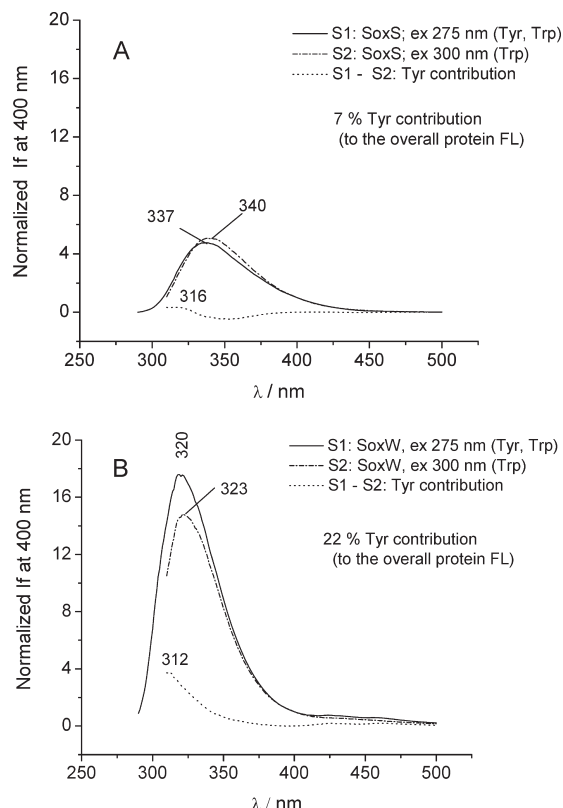 A
S1: SoxS; ex 275 nm (Tyr, Trp)
S2: SoxS; ex 300 nm (Trp)
S1 - S2: Tyr contribution
7 % Tyr contribution
(to the overall protein FL)
Normalized If at 400 nm
20
16
12
8
4
0
337
340
316
250
300
350
400
450
500
λ / nm
B
S1: SoxW, ex 275 nm (Tyr, Trp)
S2: SoxW, ex 300 nm (Trp)
S1 - S2: Tyr contribution
22 % Tyr contribution
(to the overall protein FL)
Normalized If at 400 nm
20
16
12
8
4
0
320
323
312
250
300
350
400
450
500
λ / nm